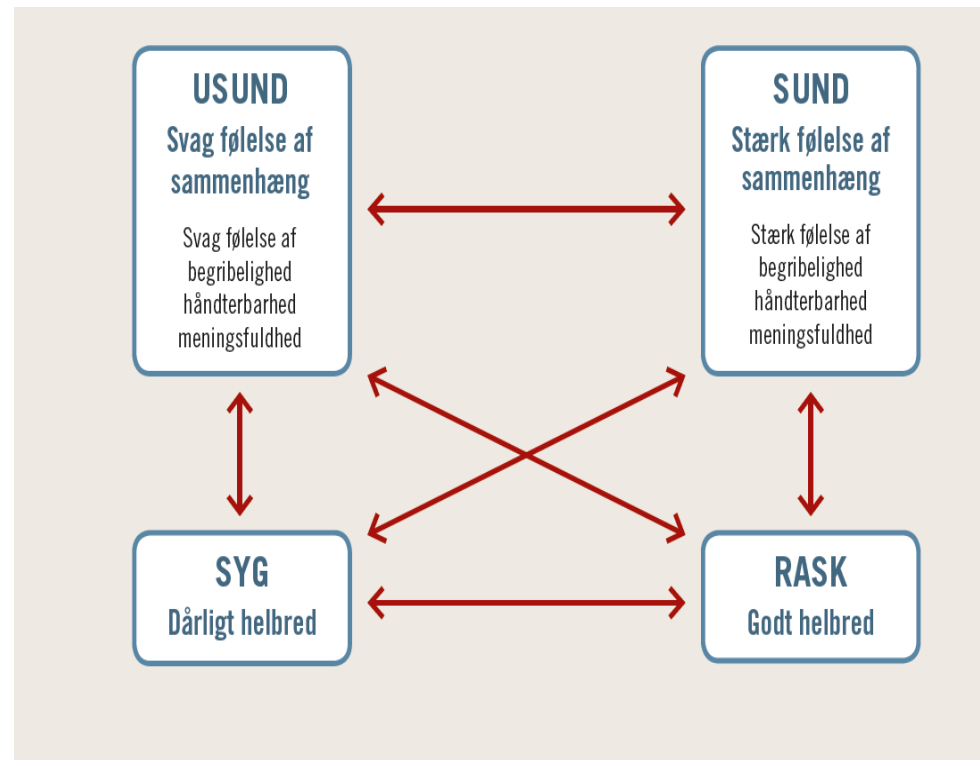 USUND
Svag følelse af
sammenhæng
Svag følelse af
begribelighed
håndterbarhed
meningsfuldhed
SUND
Stærk følelse af
sammenhæng
Stærk følelse af
begribelighed
håndterbarhed
meningsfuldhed
SYG
Dårligt helbred
RASK
Godt helbred